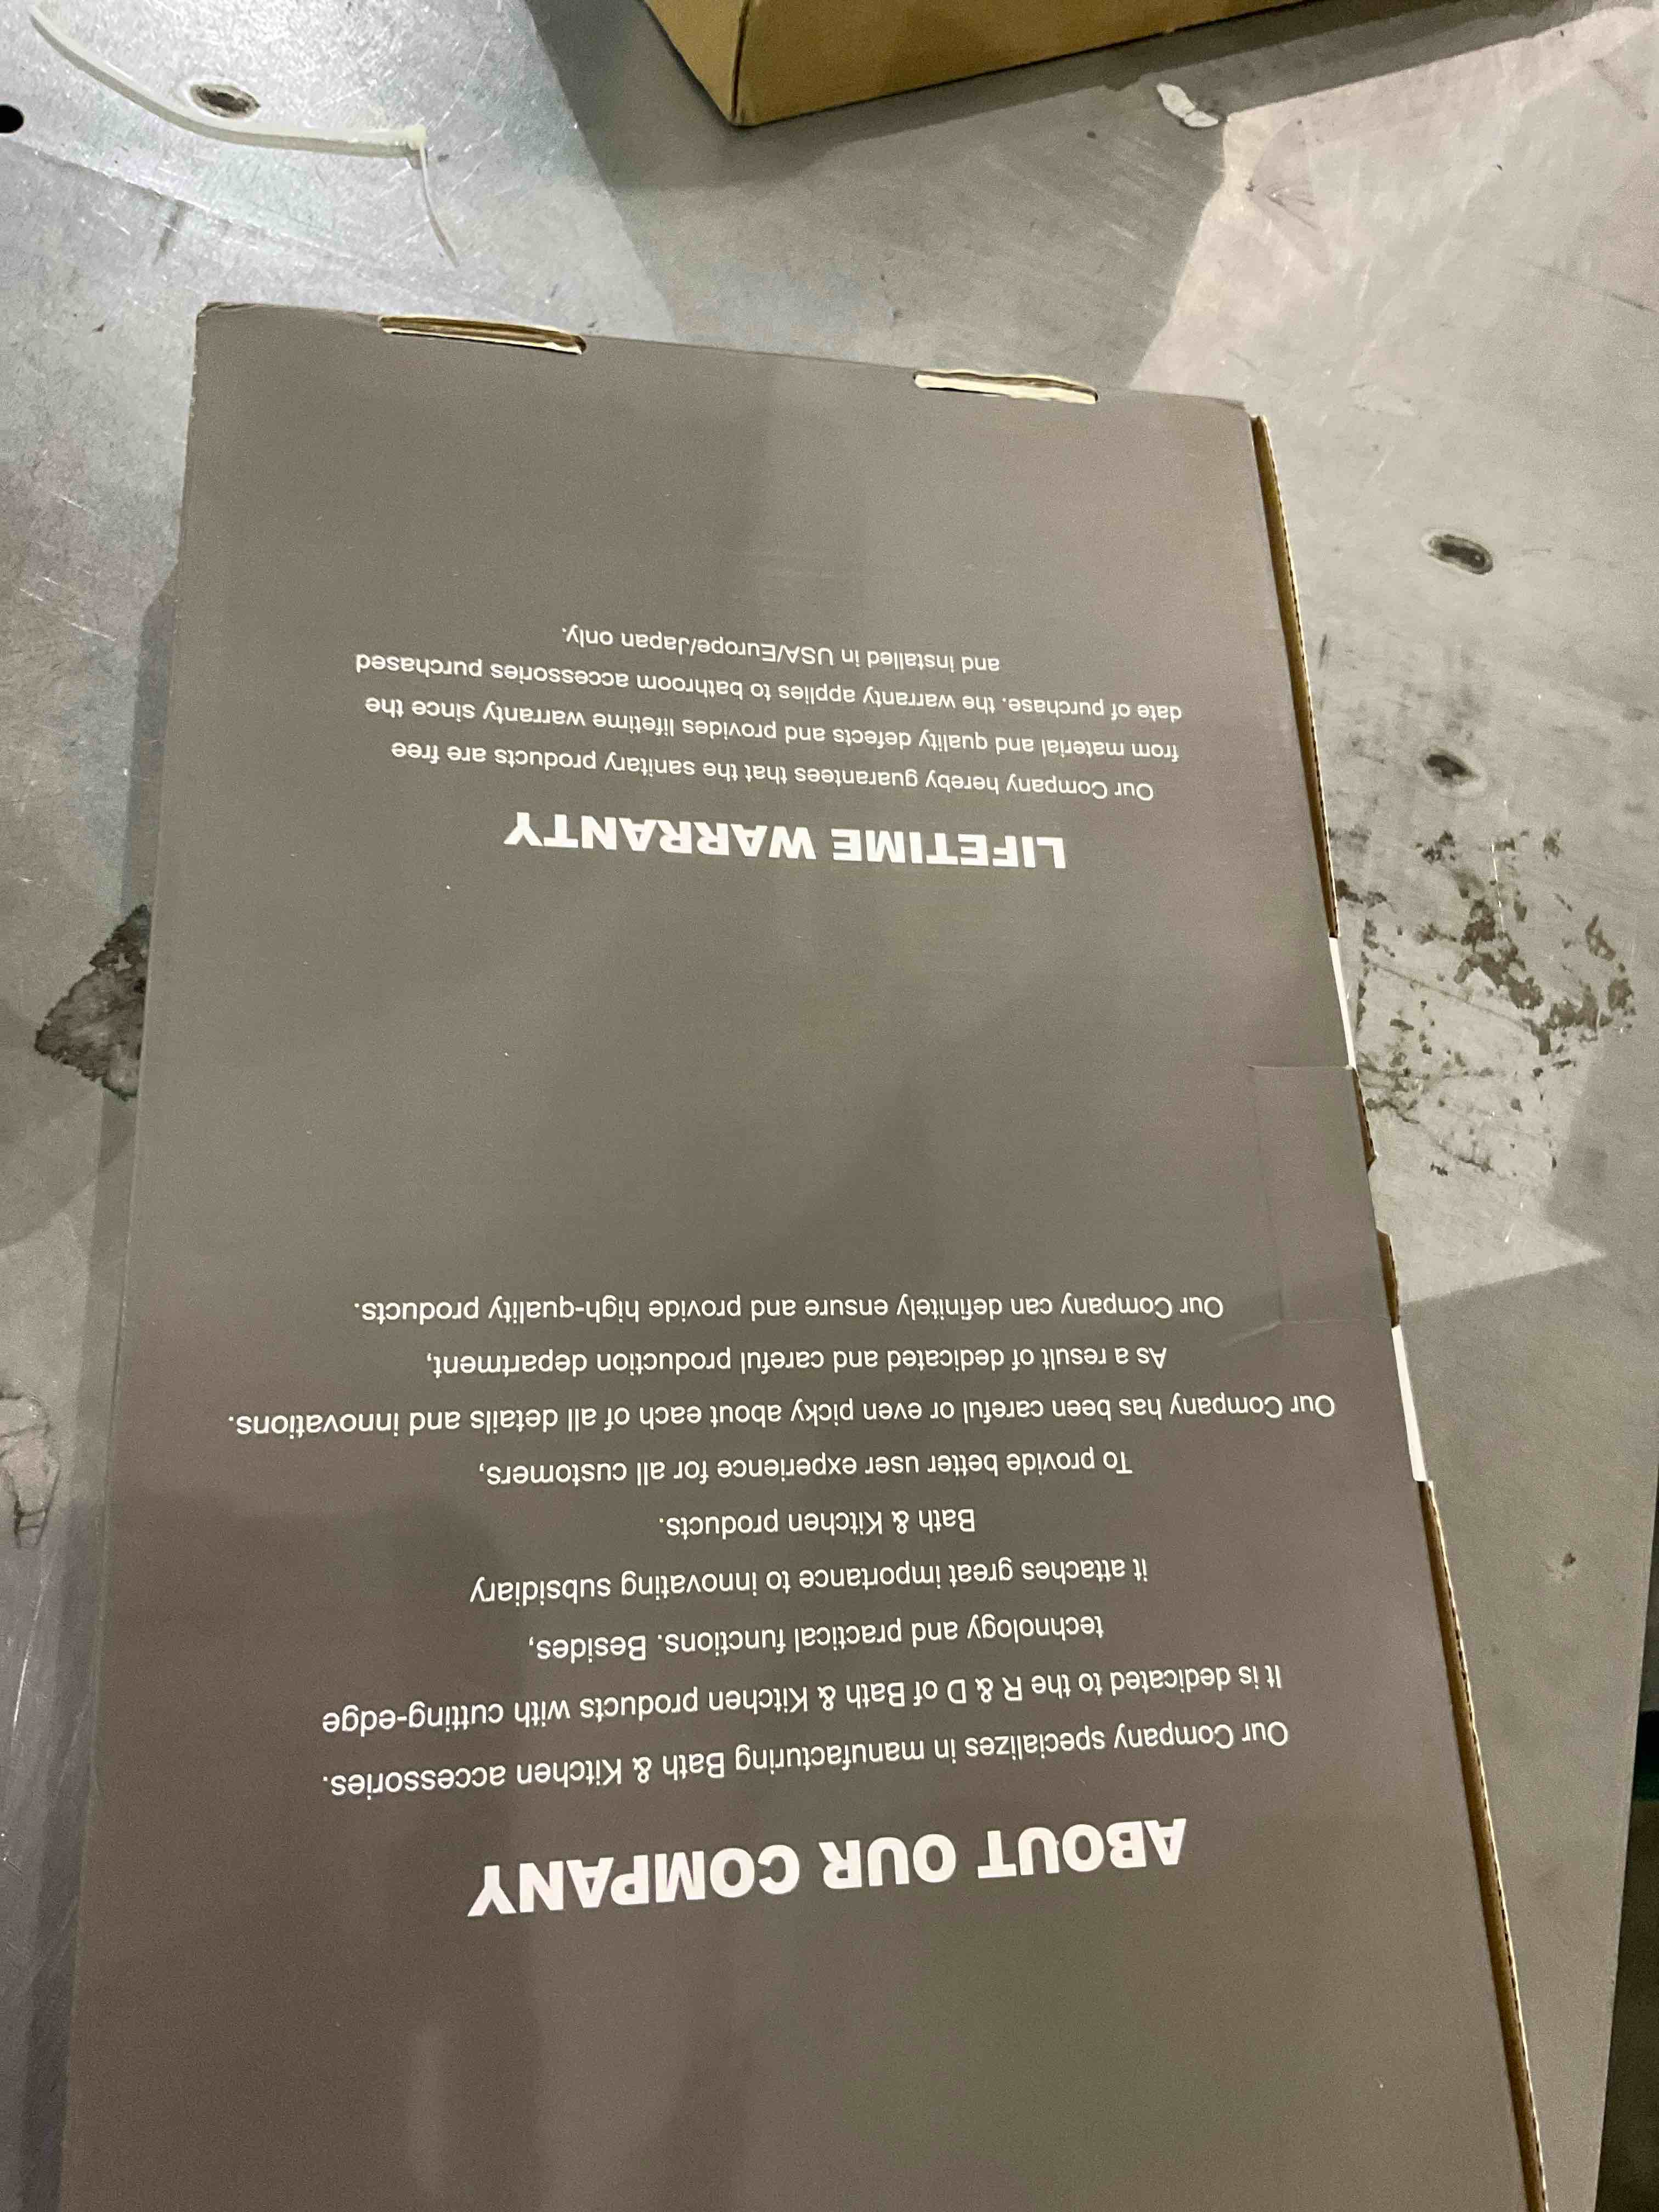 ABOUT OUR COMPANY
Our Company specializes in manufacturing Bath & Kitchen accessories.
It is dedicated to the R & D of Bath & Kitchen products with cutting-edge
technology and practical functions. Besides,
it attaches great importance to innovating subsidiary
Bath & Kitchen products.
To provide better user experience for all customers,
Our Company has been careful or even picky about each of all details and innovations.
As a result of dedicated and careful production department,
Our Company can definitely ensure and provide high-quality products.
LIFETIME WARRANTY
Our Company hereby guarantees that the sanitary products are free
from material and quality defects and provides lifetime warranty since the
date of purchase. the warranty applies to bathroom accessories purchased
and installed in USA/Europe/Japan only.